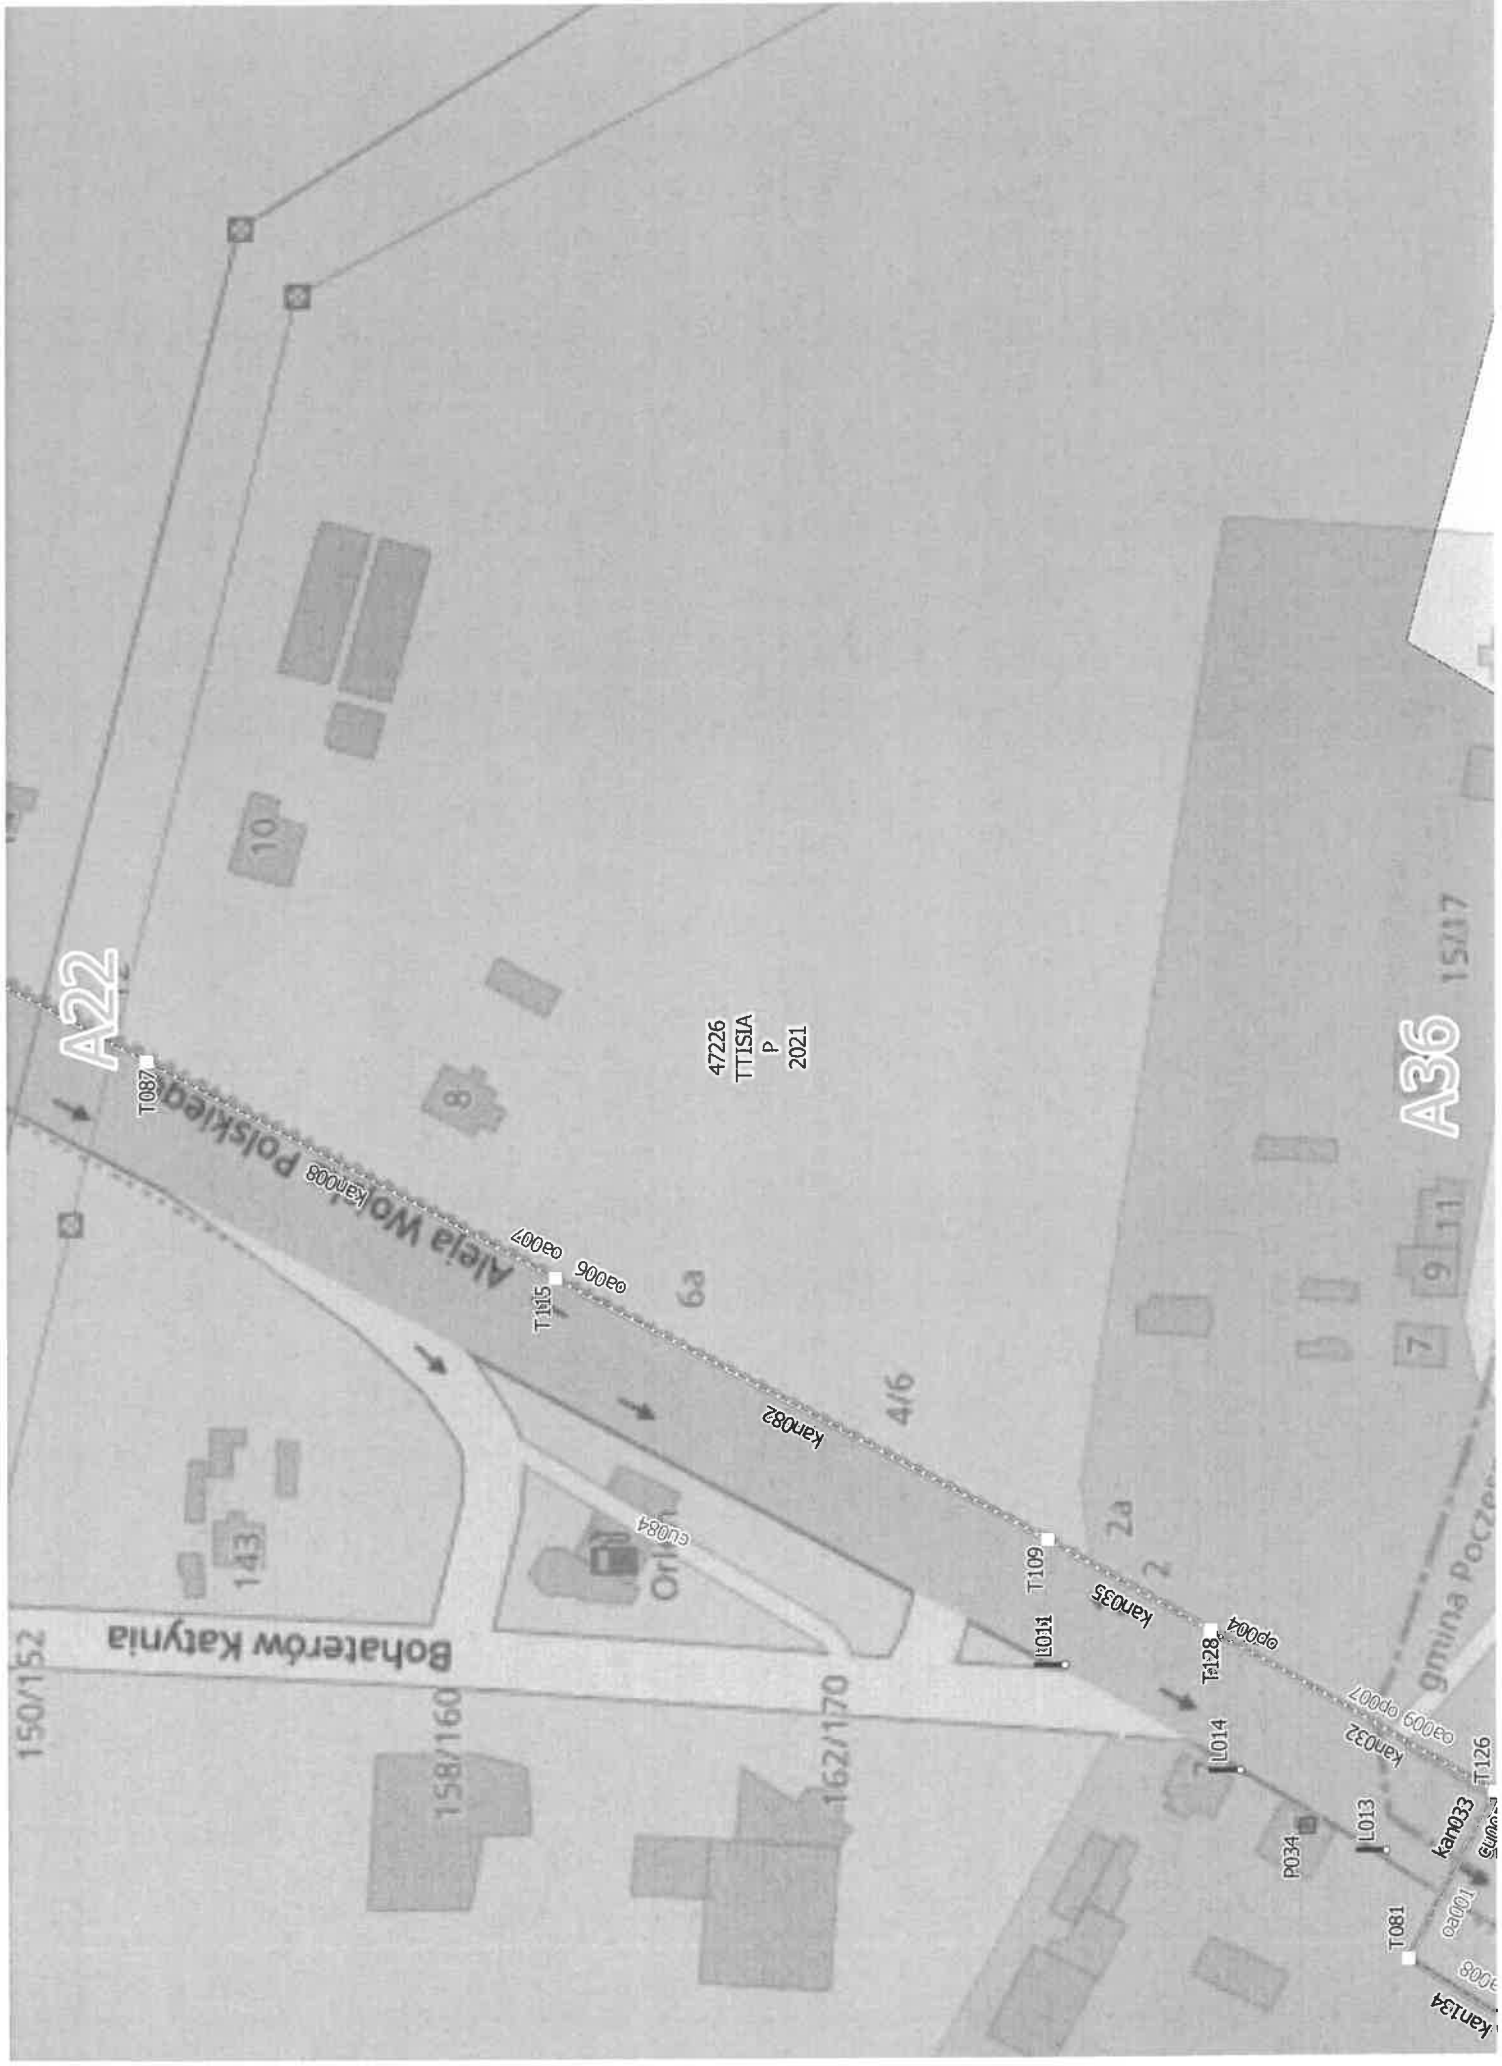 A22
T087
Aleja Wojska Polskiego
kan008
10
8
oa007
oa006
T115
6a
kan082
4/6
47226
TTISIA
P
2021
150/152
143
Bohaterów Katynia
158/160
162/170
eu084
T109
L011
kan035
2a
2
T128
op004
L014
P034
L013
T081
kan134
oa001
kan033
T126
kan032
oa009 op007
7
9
11
15/17
A36